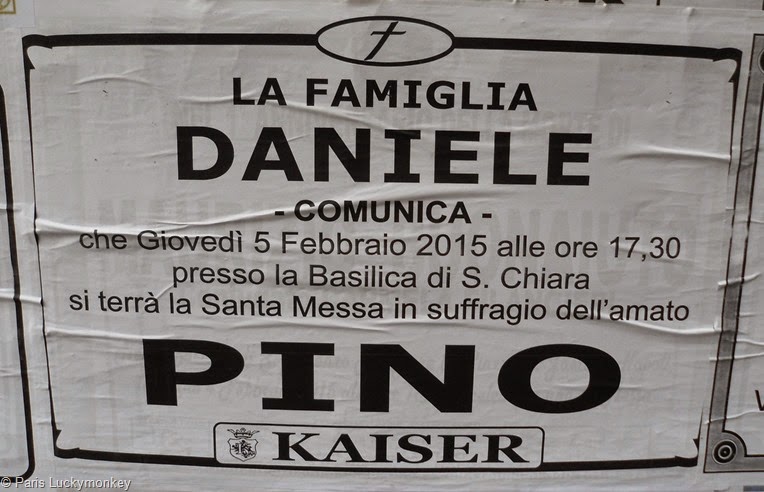 LA FAMIGLIA
DANIELE
- COMUNICA -
che Giovedì 5 Febbraio 2015 alle ore 17,30
presso la Basilica di S. Chiara
si terrà la Santa Messa in suffragio dell'amato
PINO
KAISER
© Paris Luckymonkey